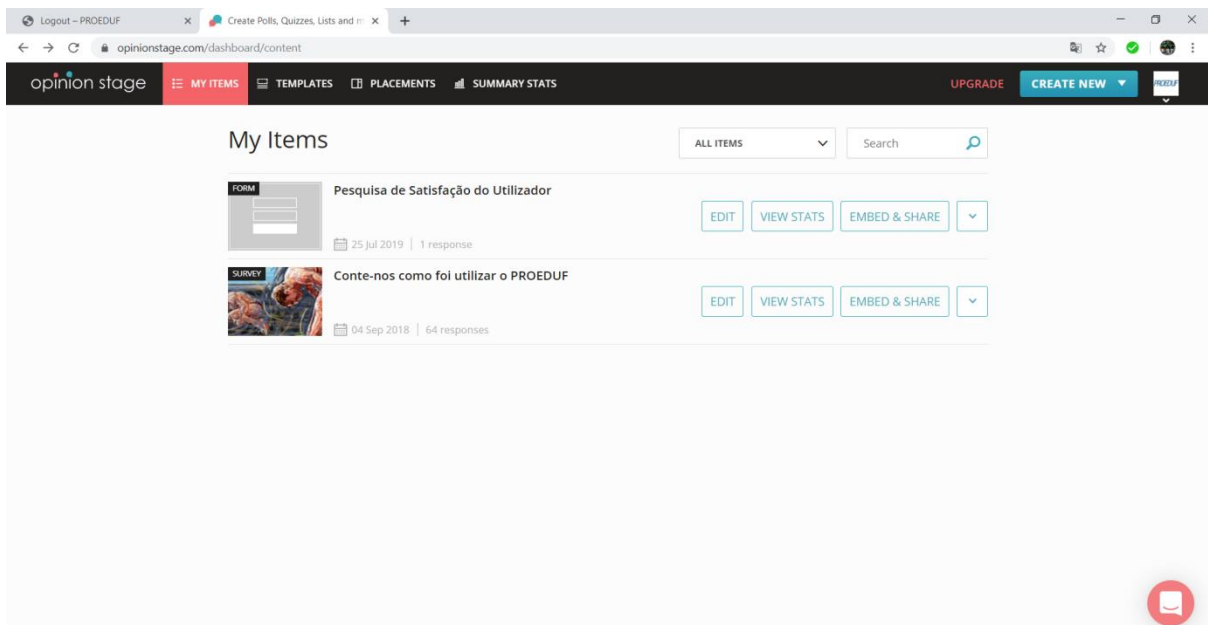 Logout – PROEDUF
Create Polls, Quizzes, Lists and m
opinionstage.com/dashboard/content
opinion stage
MY ITEMS
TEMPLATES
PLACEMENTS
SUMMARY STATS
UPGRADE
CREATE NEW
PROEDUF
My Items
ALL ITEMS
Search
FORM
Pesquisa de Satisfação do Utilizador
25 Jul 2019 | 1 response
EDIT
VIEW STATS
EMBED & SHARE
SURVEY
Conte-nos como foi utilizar o PROEDUF
04 Sep 2018 | 64 responses
EDIT
VIEW STATS
EMBED & SHARE